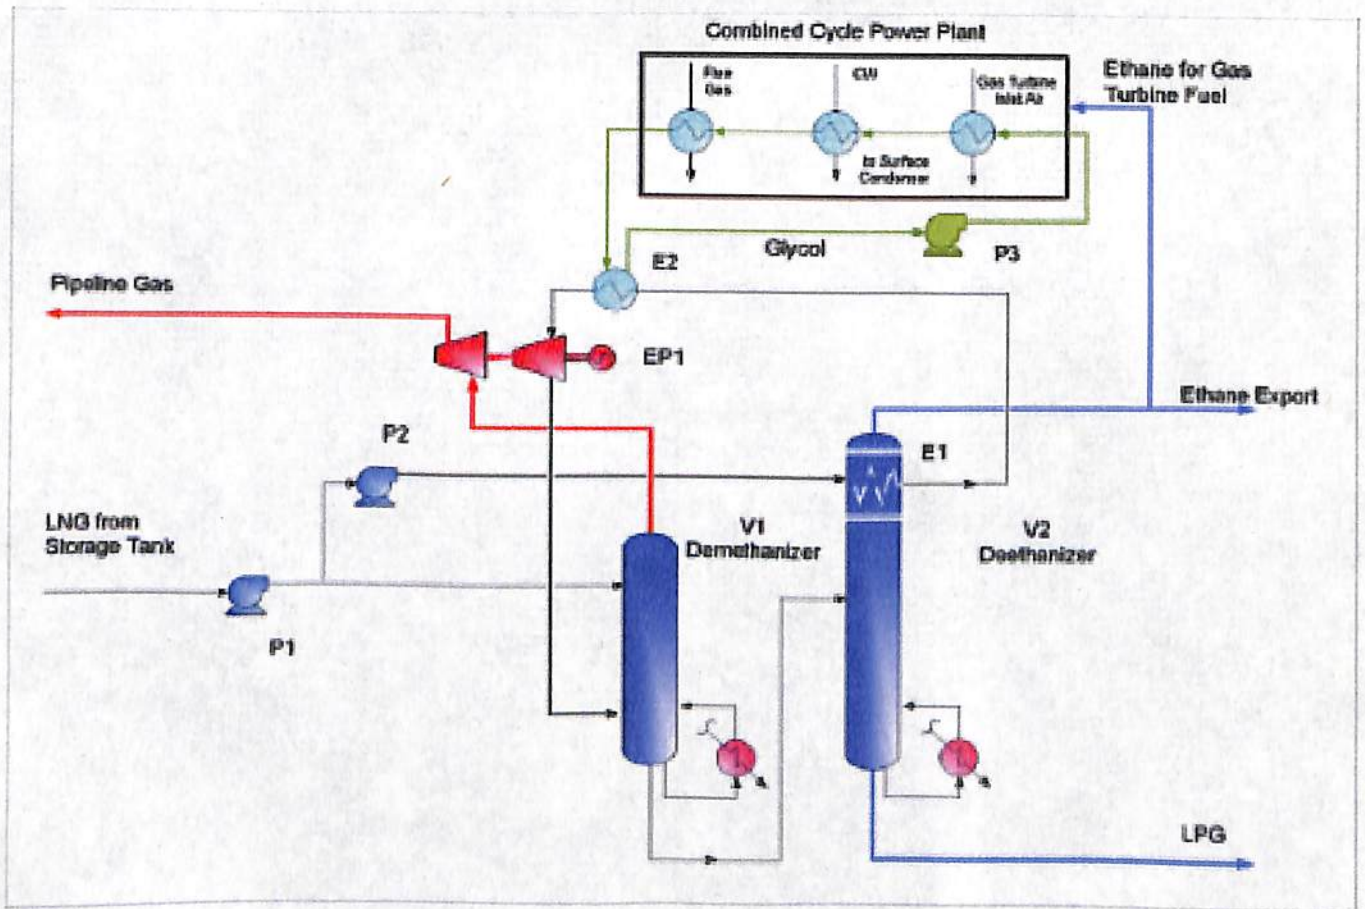 Combined Cycle Power Plant
Flue
Gas
CW
Gas Turbine
Inlet Air
Ethane for Gas
Turbine Fuel
to Surface
Condenser
Glycol
P3
E2
Pipeline Gas
EP1
Ethane Export
P2
E1
LNG from
Storage Tank
V1
Demethanizer
V2
Deethanizer
P1
LPG